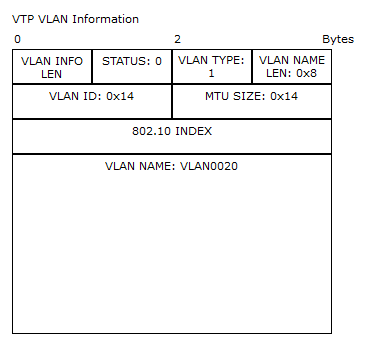 VTP VLAN Information
0 2 Bytes
VLAN INFO LEN
STATUS: 0
VLAN TYPE: 1
VLAN NAME LEN: 0x8
VLAN ID: 0x14
MTU SIZE: 0x14
802.10 INDEX
VLAN NAME: VLAN0020